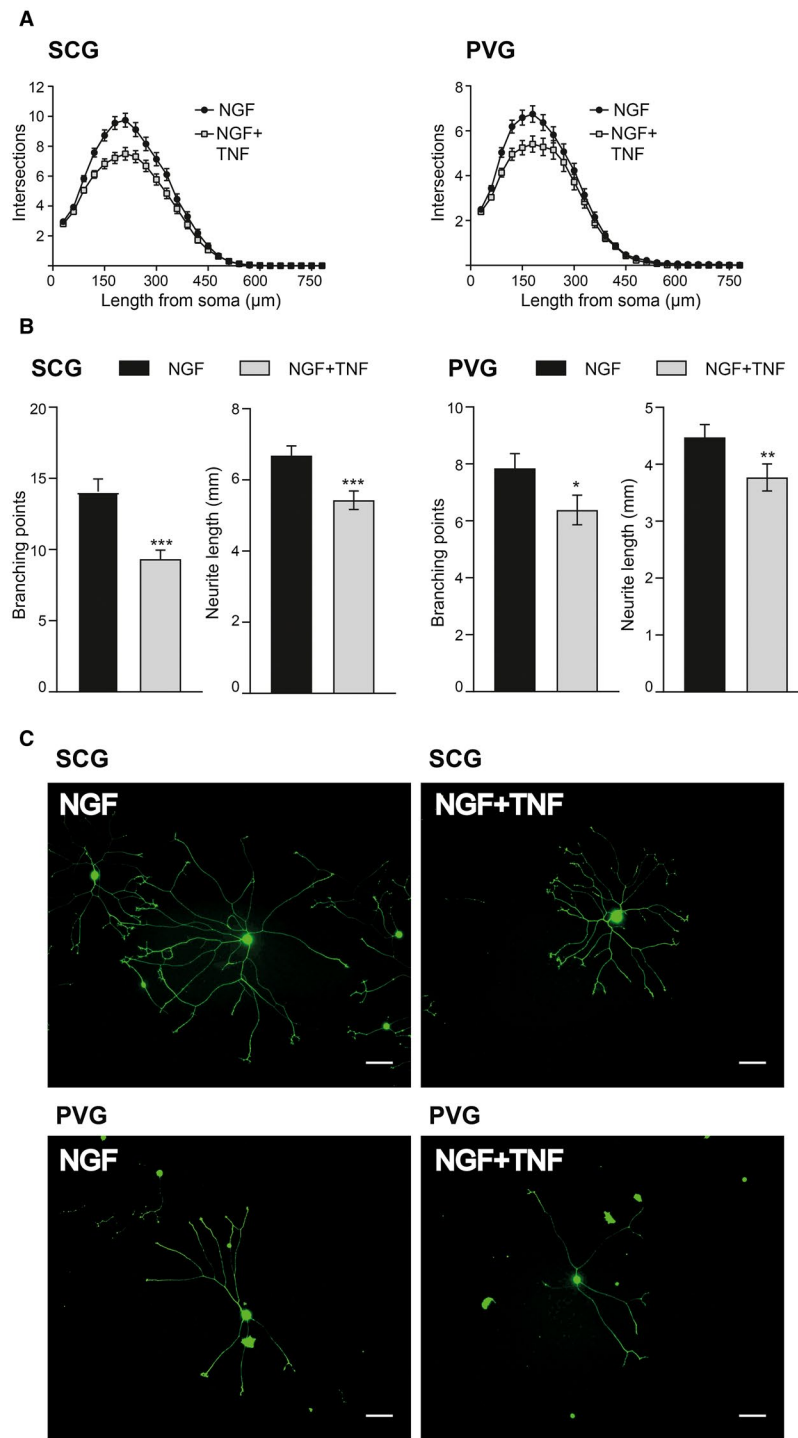 A
SCG
PVG
12
10
8
6
4
2
Intersections
NGF
NGF+
TNF
0 150 300 450 600 750
Length from soma (µm)
8
6
4
2
Intersections
NGF
NGF+
TNF
0 150 300 450 600 750
Length from soma (µm)
B
SCG NGF NGF+TNF
PVG NGF NGF+TNF
20
15
10
5
0
Branching points
***
8
6
4
2
0
Neurite length (mm)
***
10
8
6
4
2
0
Branching points
*
5
4
3
2
1
0
Neurite length (mm)
**
C
SCG
NGF
SCG
NGF+TNF
PVG
NGF
PVG
NGF+TNF